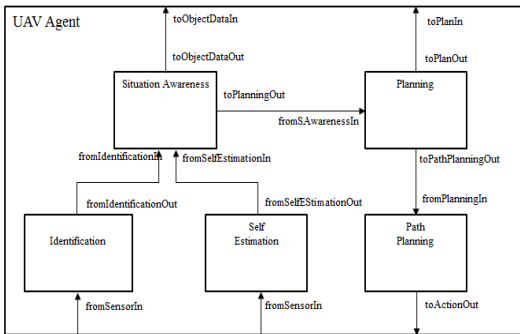 UAV Agent
toObjectDataIn
toPlanIn
toObjectDataOut
toPlanOut
Situation Awareness
Planning
toPlanningOut
fromSAwarenessIn
fromIdentificationIn
fromSelfEstimationIn
toPathPlanningOut
fromIdentificationOut
fromSelfEStimationOut
fromPlanningIn
Identification
Self
Estimation
Path
Planning
fromSensorIn
fromSensorIn
toActionOut